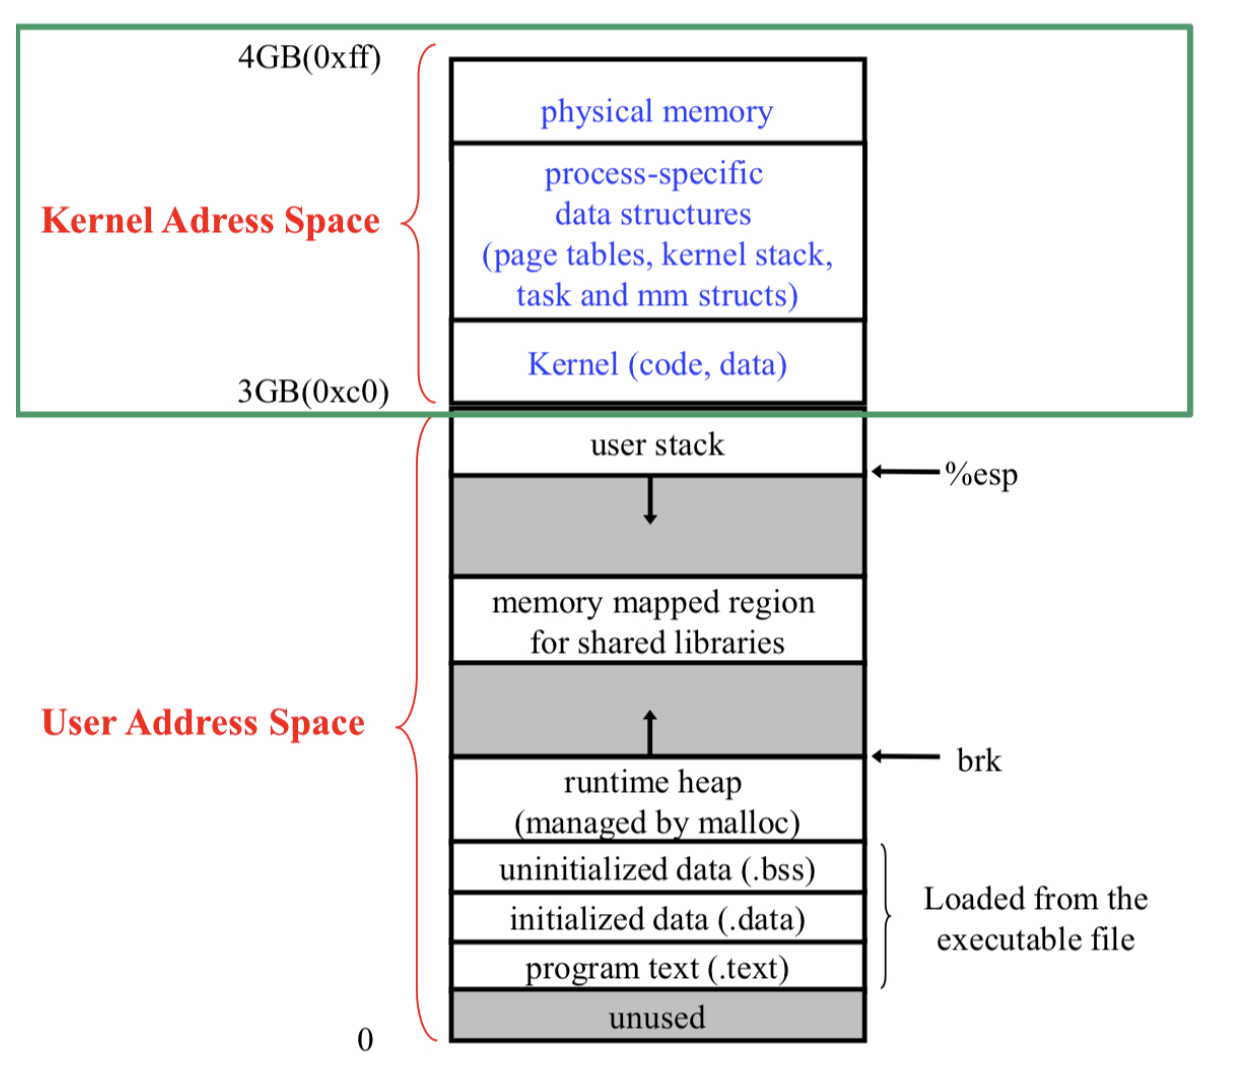 4GB(0xff)
physical memory
process-specific
data structures
(page tables, kernel stack,
task and mm structs)
Kernel Adress Space
Kernel (code, data)
3GB(0xc0)
user stack
%esp
memory mapped region
for shared libraries
User Address Space
brk
runtime heap
(managed by malloc)
uninitialized data (.bss)
initialized data (.data)
program text (.text)
Loaded from the
executable file
unused
0